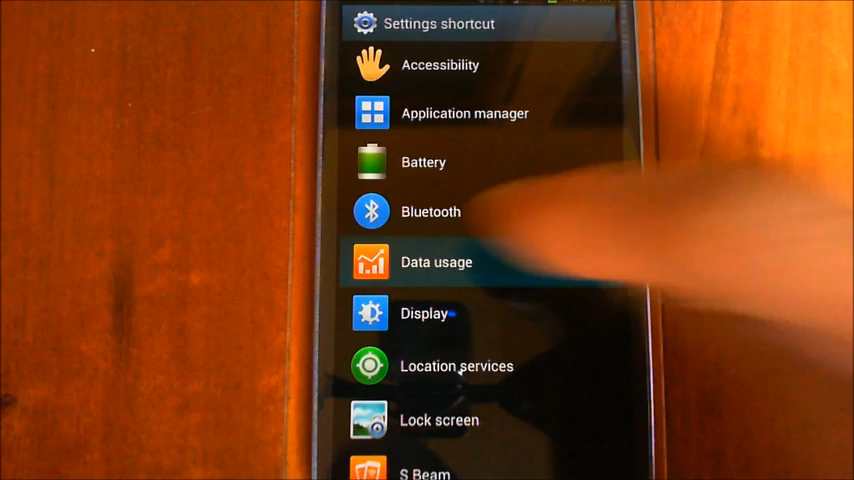 Settings shortcut
Accessibility
Application manager
Battery
Bluetooth
Data usage
Display
Location services
Lock screen
S Beam